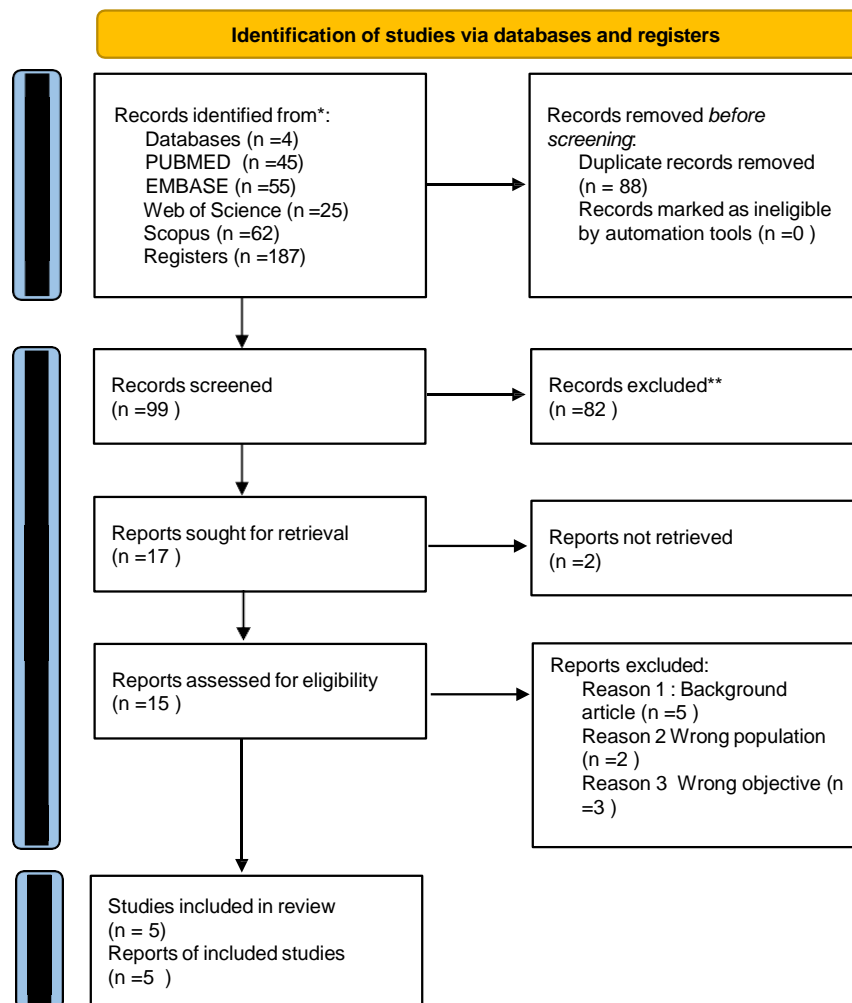 Identification of studies via databases and registers
Records identified from*:
Databases (n =4)
PUBMED (n =45)
EMBASE (n =55)
Web of Science (n =25)
Scopus (n =62)
Registers (n =187)
Records removed before
screening:
Duplicate records removed
(n = 88)
Records marked as ineligible
by automation tools (n =0 )
Records screened
(n =99 )
Records excluded**
(n =82 )
Reports sought for retrieval
(n =17 )
Reports not retrieved
(n =2)
Reports assessed for eligibility
(n =15 )
Reports excluded:
Reason 1 : Background
article (n =5 )
Reason 2 Wrong population
(n =2 )
Reason 3 Wrong objective (n
=3 )
Studies included in review
(n = 5)
Reports of included studies
(n =5 )